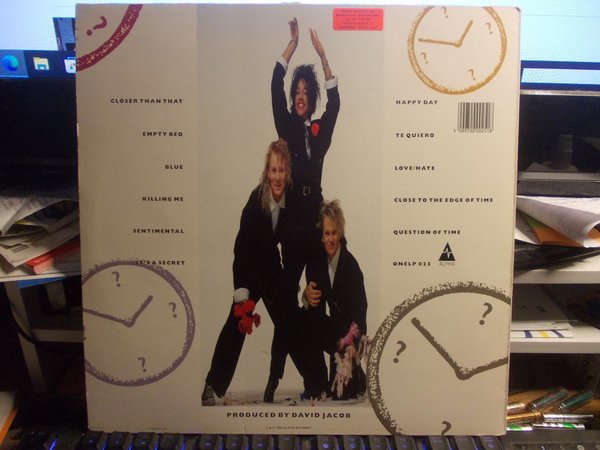 CLOSER THAN THAT
EMPTY BED
BLUE
KILLING ME
SENTIMENTAL
IT'S A SECRET
HAPPY DAY
TE QUIERO
LOVE/HATE
CLOSE TO THE EDGE OF TIME
QUESTION OF TIME
ONELP 025
ALPHA
?
?
?
?
?
?
?
PRODUCED BY DAVID JACOB